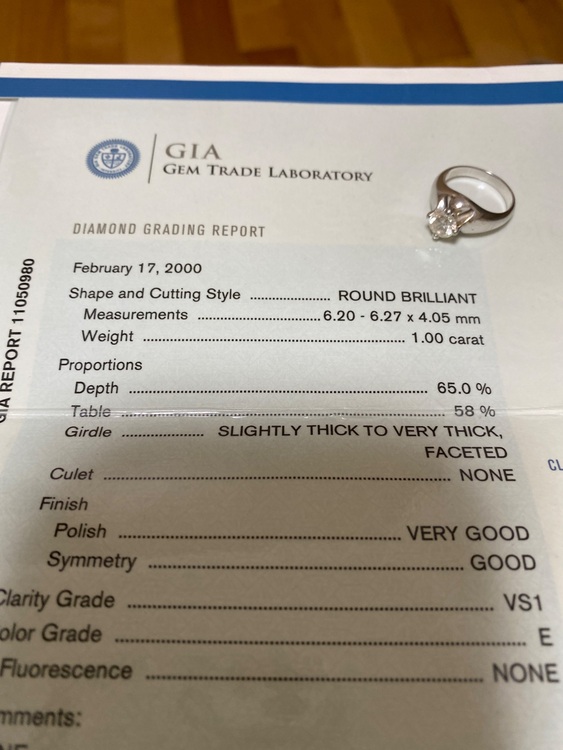 GIA
GEM TRADE LABORATORY
DIAMOND GRADING REPORT
GIA REPORT 11050980
February 17, 2000
Shape and Cutting Style .................... ROUND BRILLIANT
Measurements .............................. 6.20 - 6.27 x 4.05 mm
Weight .................................................... 1.00 carat
Proportions
Depth ........................................................ 65.0 %
Table ........................................................ 58 %
Girdle ............... SLIGHTLY THICK TO VERY THICK,
FACETED
Culet ........................................................ NONE
CL
Finish
Polish ............................................. VERY GOOD
Symmetry .................................................. GOOD
Clarity Grade .............................................. VS1
olor Grade .................................................. E
Fluorescence .............................................. NONE
mments: